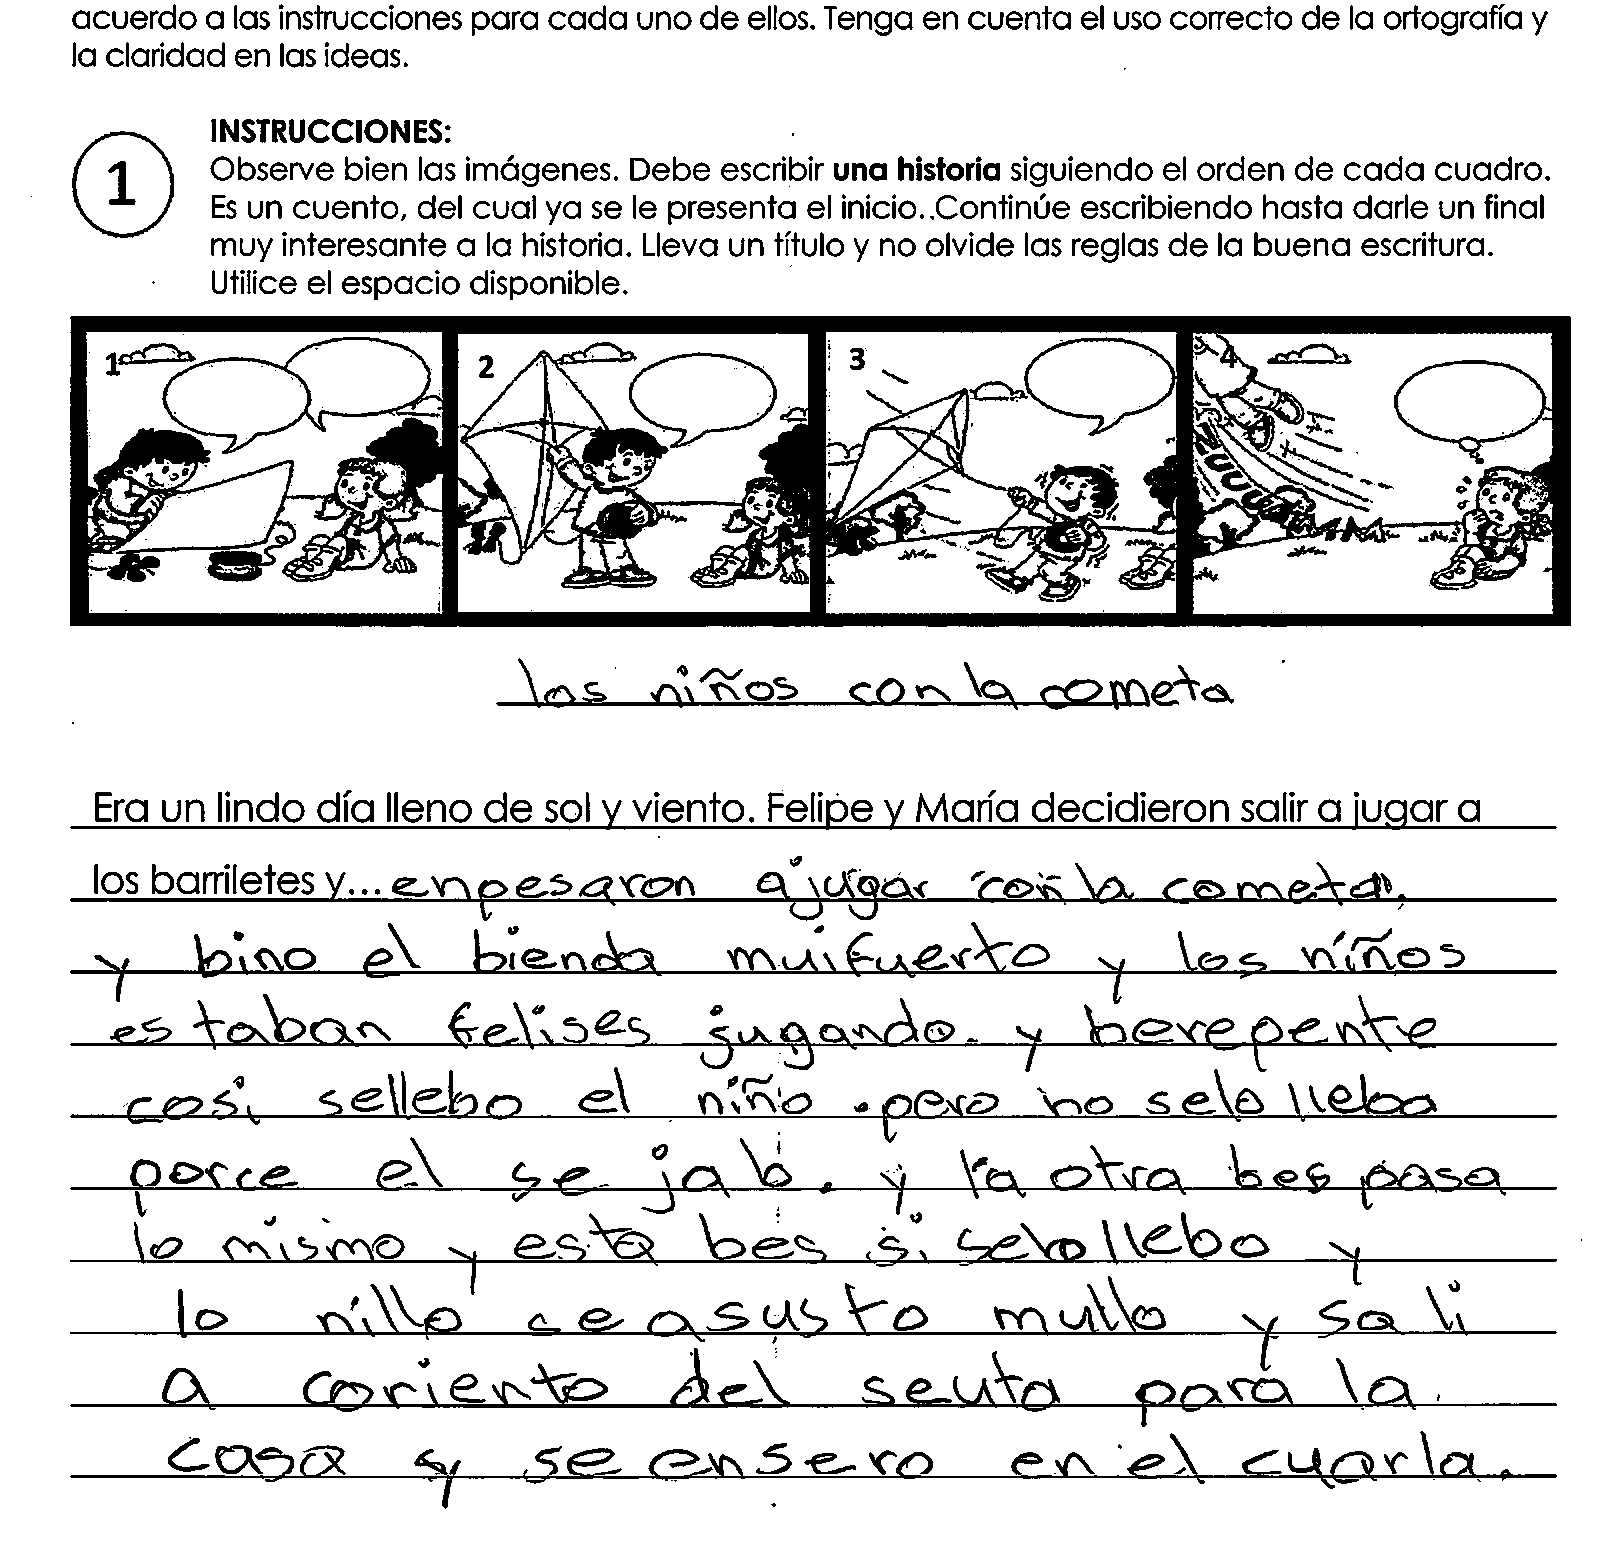 acuerdo a las instrucciones para cada uno de ellos. Tenga en cuenta el uso correcto de la ortografía y
la claridad en las ideas.
1
INSTRUCCIONES:
Observe bien las imágenes. Debe escribir una historia siguiendo el orden de cada cuadro.
Es un cuento, del cual ya se le presenta el inicio. .Continúe escribiendo hasta darle un final
muy interesante a la historia. Lleva un título y no olvide las reglas de la buena escritura.
Utilice el espacio disponible.
1 2 3 4
los niños con la cometa
Era un lindo día lleno de sol y viento. Felipe y María decidieron salir a jugar a
los barriletes y... enpesaron a jugar con la cometa.
y bino el bienda mui fuerto y los niños
estaban felises jugando. y berepente
cosi sellebo el niño . pero no selo lleba
porce el se jab. y la otra bes pasa
lo mismo y esta bes si selo llebo y
lo nillo se asusto mullo y sali
a coriento del seuta para la
casa y se ensero en el cuarla.